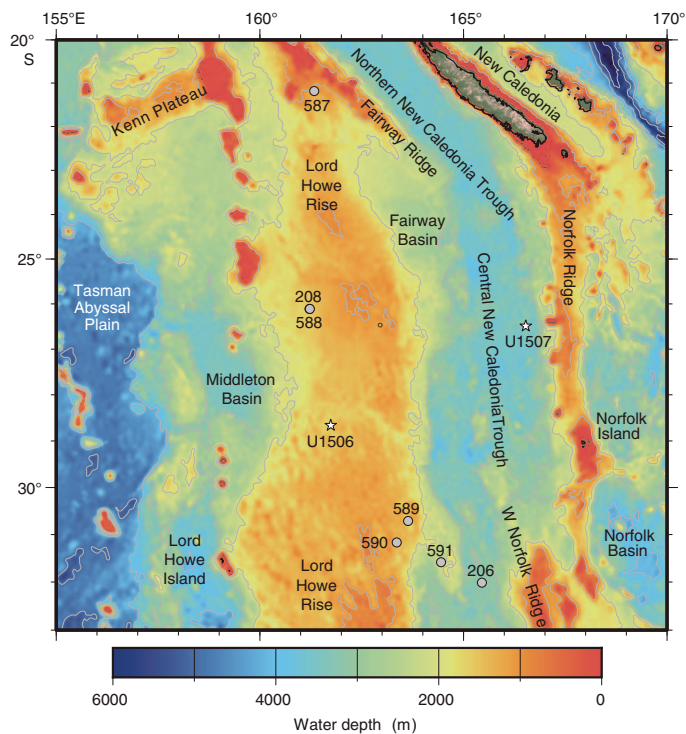 155°
160°
165°
170°
20°
S
25°
30°
Kenn Plateau
587
Northern New Caledonia Trough
Fairway Ridge
New Caledonia
Lord
Howe
Rise
Fairway
Basin
Norfolk Ridge
Tasman
Abyssal
Plain
208
588
Central New CaledoniaTrough
U1507
Middleton
Basin
U1506
Norfolk
Island
589
590
591
206
W Norfolk Ridge
Norfolk
Basin
Lord
Howe
Island
Lord
Howe
Rise
6000
4000
2000
0
Water depth (m)